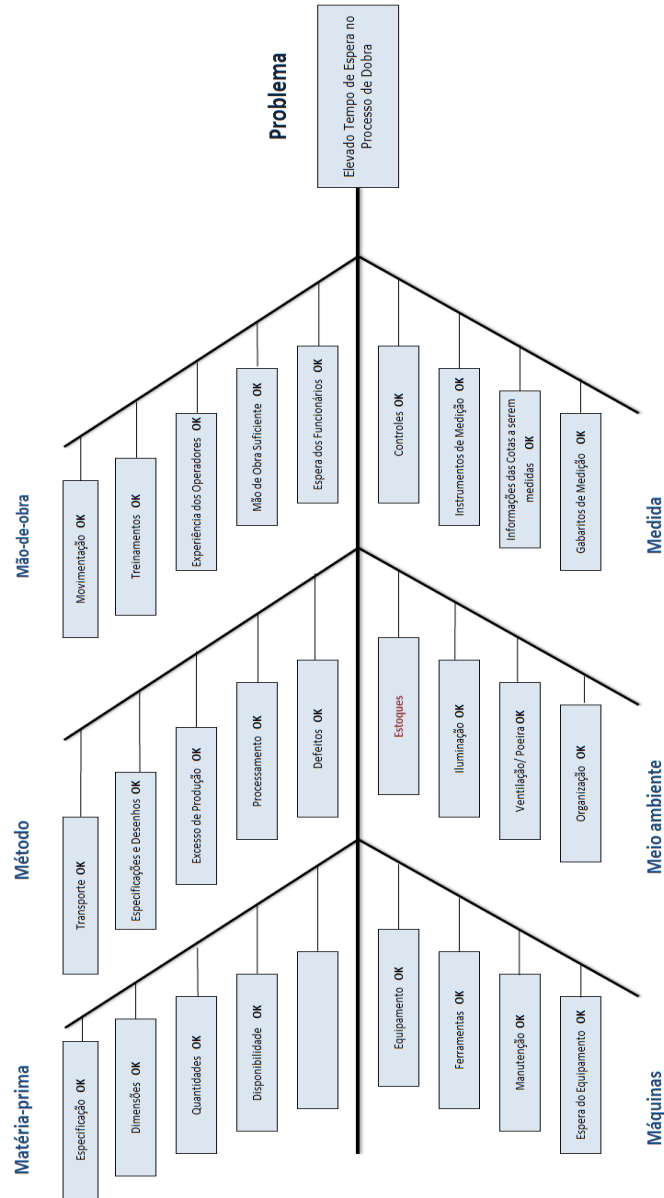 Matéria-prima
Método
Mão-de-obra
Problema
Especificação OK
Dimensões OK
Quantidades OK
Disponibilidade OK
Transporte OK
Especificações e Desenhos OK
Excesso de Produção OK
Processamento OK
Defeitos OK
Movimentação OK
Treinamentos OK
Experiência dos Operadores OK
Mão de Obra Suficiente OK
Espera dos Funcionários OK
Elevado Tempo de Espera no
Processo de Dobra
Equipamento OK
Ferramentas OK
Manutenção OK
Espera do Equipamento OK
Estoques
Iluminação OK
Ventilação/ Poeira OK
Organização OK
Controles OK
Instrumentos de Medição OK
Informações das Cotas a serem
medidas OK
Gabaritos de Medição OK
Máquinas
Meio ambiente
Medida